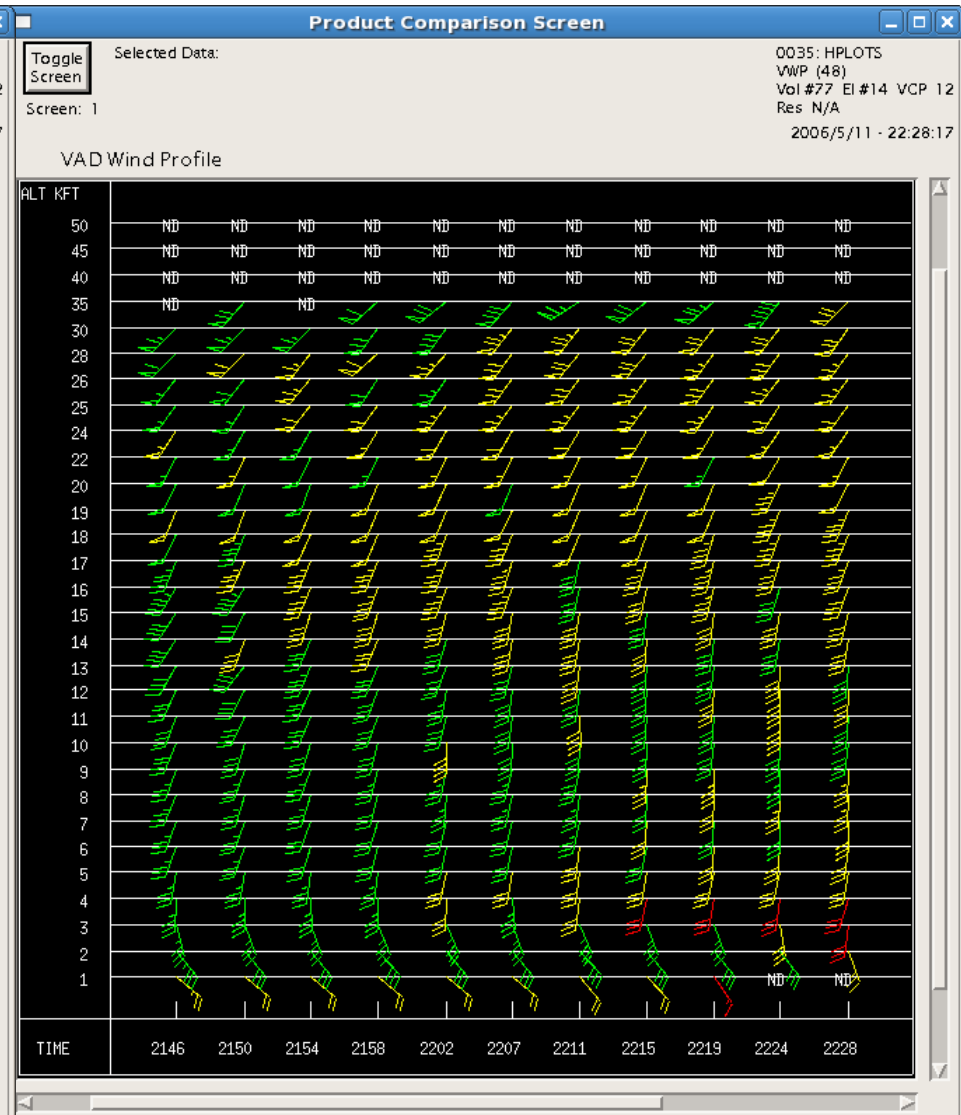 Product Comparison Screen
Toggle
Screen
Selected Data:
Screen: 1
0035: HPLOTS
VWP (48)
Vol #77 El #14 VCP 12
Res N/A
2006/5/11 - 22:28:17
VAD Wind Profile
ALT KFT
50 ND ND ND ND ND ND ND ND ND ND ND
45 ND ND ND ND ND ND ND ND ND ND ND
40 ND ND ND ND ND ND ND ND ND ND ND
35 ND ND
30
28
26
25
24
22
20
19
18
17
16
15
14
13
12
11
10
9
8
7
6
5
4
3
2
1 ND ND
TIME 2146 2150 2154 2158 2202 2207 2211 2215 2219 2224 2228